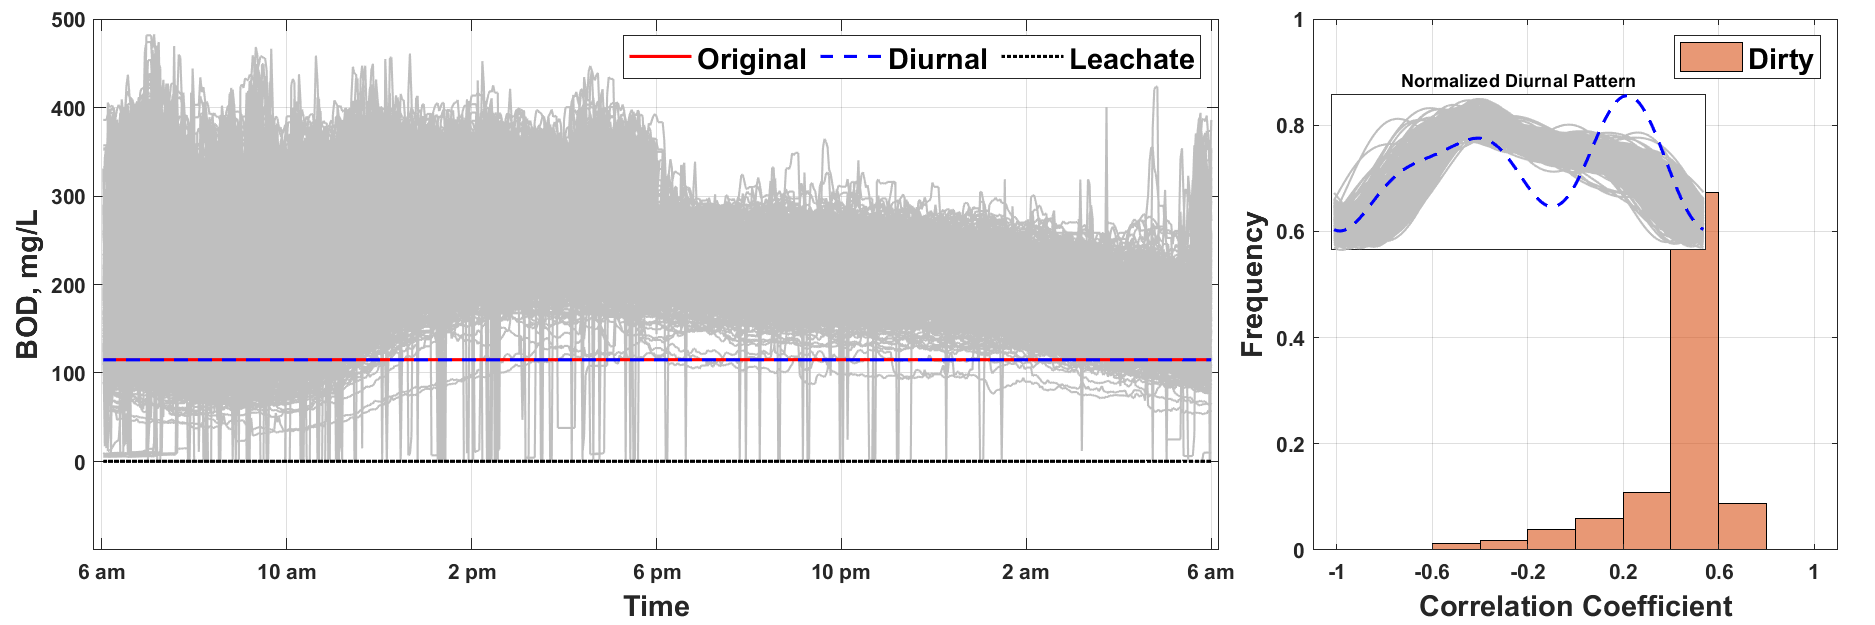 500
400
300
200
100
0
BOD, mg/L
Original Diurnal Leachate
6 am 10 am 2 pm 6 pm 10 pm 2 am 6 am
Time
1
0.8
0.6
0.4
0.2
0
Frequency
Dirty
Normalized Diurnal Pattern
-1 -0.6 -0.2 0.2 0.6 1
Correlation Coefficient